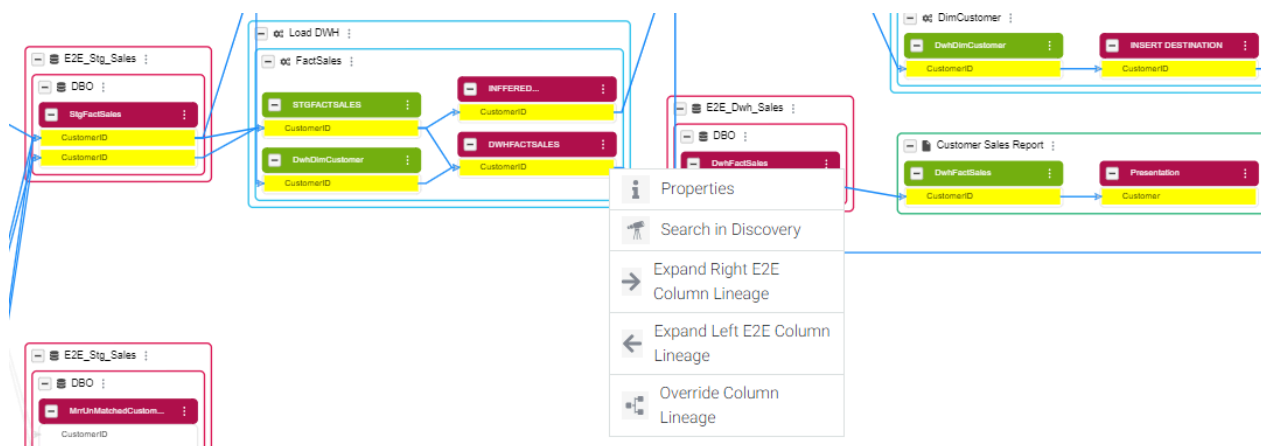 E2E_Stg_Sales
DBO
StgFactSales
CustomerID
CustomerID
Load DWH
FactSales
STGFACTSALES
CustomerID
DwhDimCustomer
CustomerID
INFFERED...
CustomerID
DWHFACTSALES
CustomerID
E2E_Dwh_Sales
DBO
DwhFactSales
DimCustomer
DwhDimCustomer
CustomerID
INSERT DESTINATION
CustomerID
Customer Sales Report
DwhFactSales
CustomerID
Presentation
Customer
Properties
Search in Discovery
Expand Right E2E
Column Lineage
Expand Left E2E Column
Lineage
Override Column
Lineage
E2E_Stg_Sales
DBO
MrrUnMatchedCustom...
CustomerID